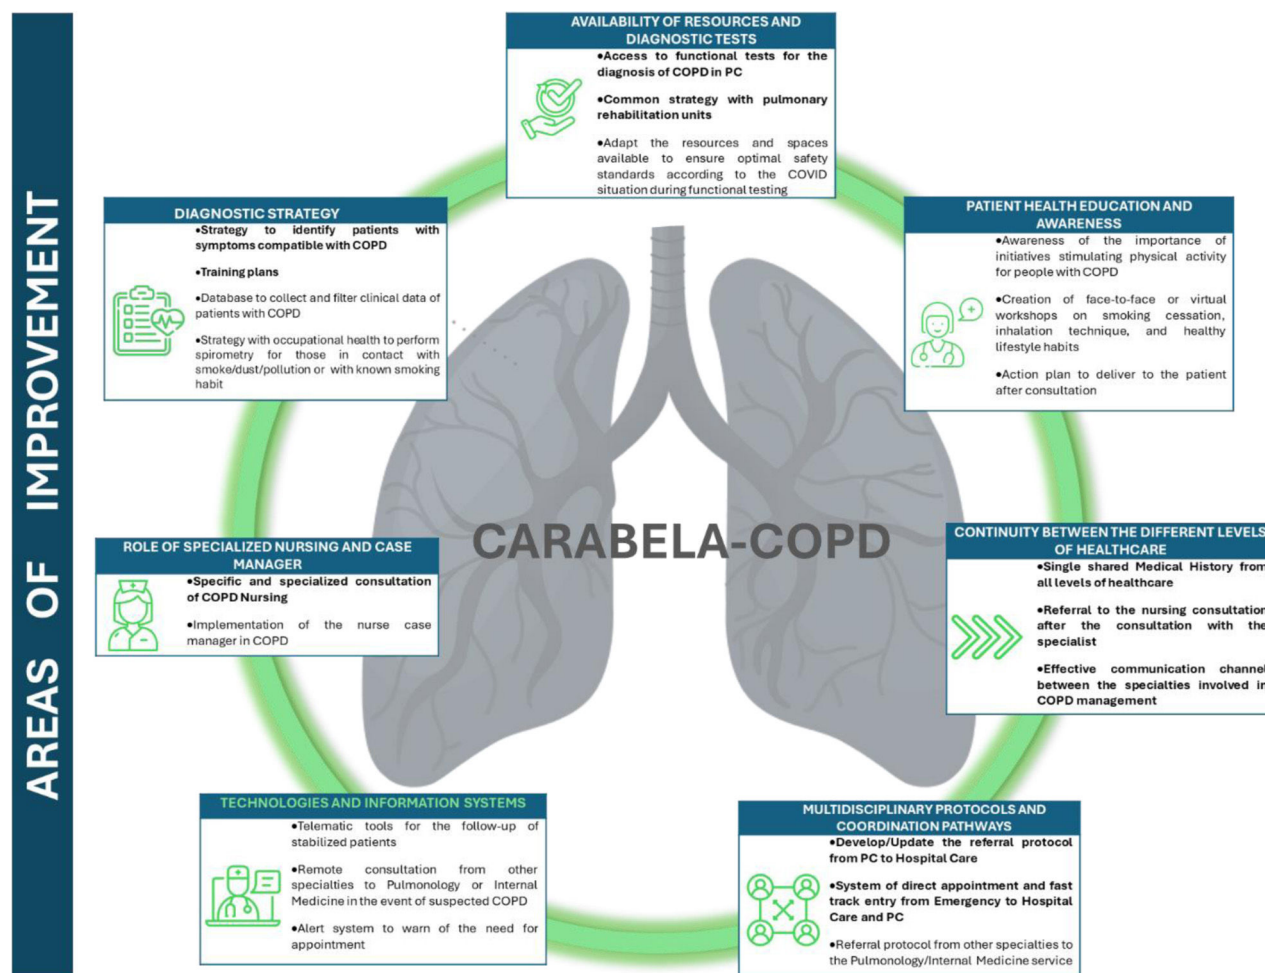 AREAS OF IMPROVEMENT
AVAILABILITY OF RESOURCES AND
DIAGNOSTIC TESTS
•Access to functional tests for the
diagnosis of COPD in PC
•Common strategy with pulmonary
rehabilitation units
•Adapt the resources and spaces
available to ensure optimal safety
standards according to the COVID
situation during functional testing
DIAGNOSTIC STRATEGY
•Strategy to identify patients with
symptoms compatible with COPD
•Training plans
•Database to collect and filter clinical data of
patients with COPD
•Strategy with occupational health to perform
spirometry for those in contact with
smoke/dust/pollution or with known smoking
habit
PATIENT HEALTH EDUCATION AND
AWARENESS
•Awareness of the importance of
initiatives stimulating physical activity
for people with COPD
•Creation of face-to-face or virtual
workshops on smoking cessation,
inhalation technique, and healthy
lifestyle habits
•Action plan to deliver to the patient
after consultation
CARABELA-COPD
ROLE OF SPECIALIZED NURSING AND CASE
MANAGER
•Specific and specialized consultation
of COPD Nursing
•Implementation of the nurse case
manager in COPD
CONTINUITY BETWEEN THE DIFFERENT LEVELS
OF HEALTHCARE
•Single shared Medical History from
all levels of healthcare
•Referral to the nursing consultation
after the consultation with the
specialist
•Effective communication channel
between the specialties involved in
COPD management
TECHNOLOGIES AND INFORMATION SYSTEMS
•Telematic tools for the follow-up of
stabilized patients
•Remote consultation from other
specialties to Pulmonology or Internal
Medicine in the event of suspected COPD
•Alert system to warn of the need for
appointment
MULTIDISCIPLINARY PROTOCOLS AND
COORDINATION PATHWAYS
•Develop/Update the referral protocol
from PC to Hospital Care
•System of direct appointment and fast
track entry from Emergency to Hospital
Care and PC
•Referral protocol from other specialties to
the Pulmonology/Internal Medicine service